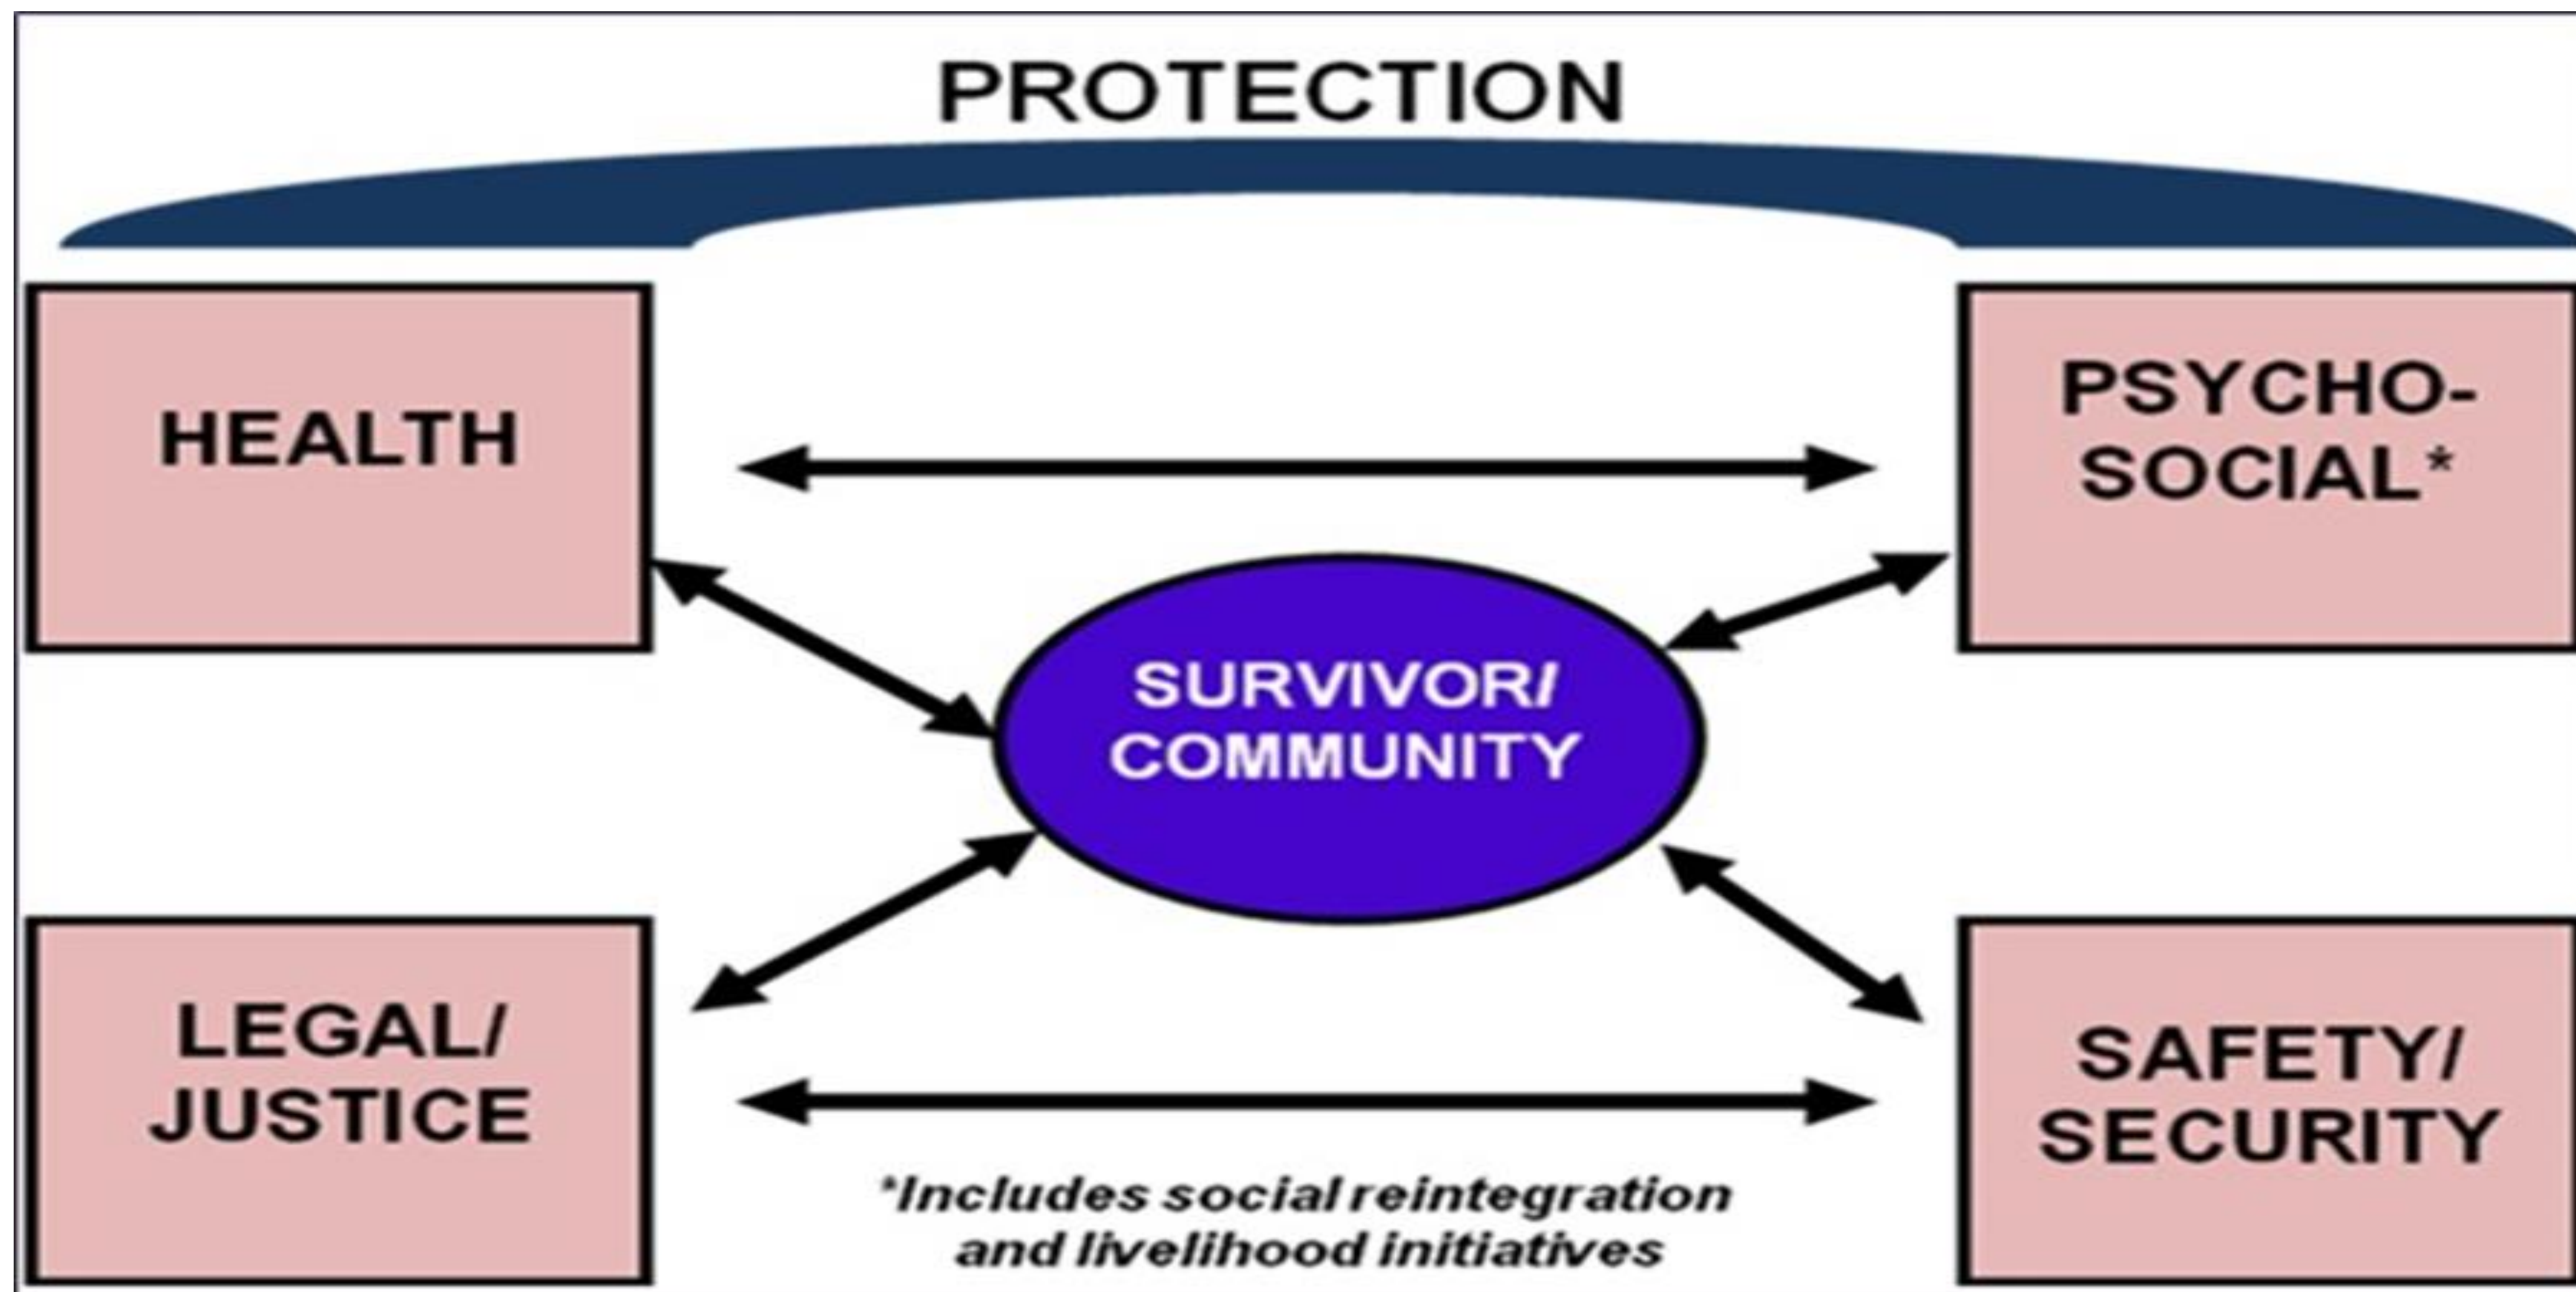 PROTECTION
HEALTH
PSYCHO-
SOCIAL*
SURVIVOR/
COMMUNITY
LEGAL/
JUSTICE
SAFETY/
SECURITY
*Includes social reintegration
and livelihood initiatives